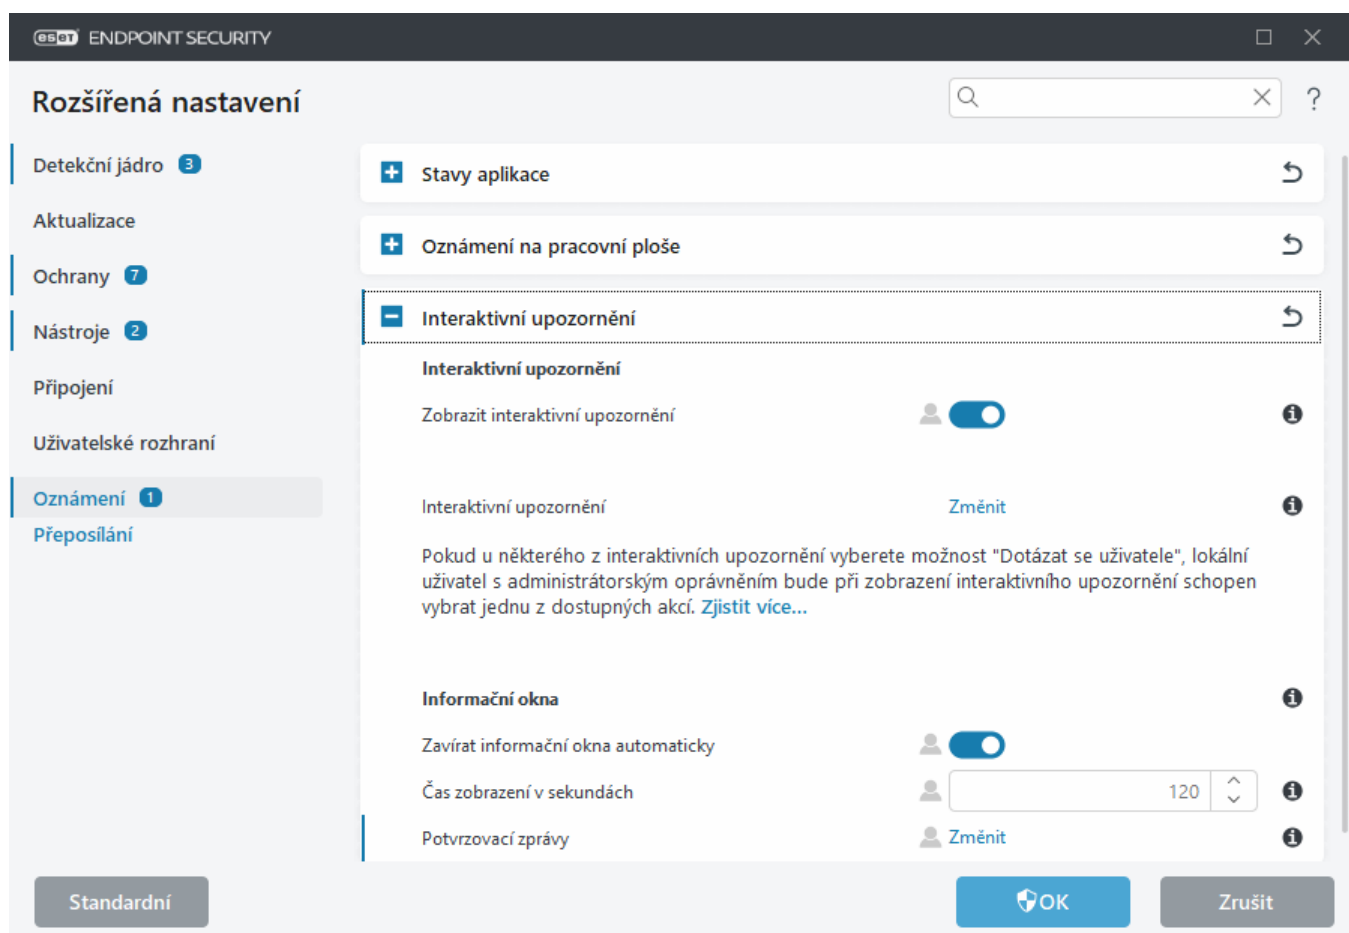 eset ENDPOINT SECURITY
Rozšířená nastavení
?
Detekční jádro 3
Aktualizace
Ochrany 7
Nástroje 2
Připojení
Uživatelské rozhraní
Oznámení 1
Přeposílání
Stavy aplikace
Oznámení na pracovní ploše
Interaktivní upozornění
Interaktivní upozornění
Zobrazit interaktivní upozornění
Interaktivní upozornění Změnit
Pokud u některého z interaktivních upozornění vyberete možnost "Dotázat se uživatele", lokální
uživatel s administrátorským oprávněním bude při zobrazení interaktivního upozornění schopen
vybrat jednu z dostupných akcí. Zjistit více...
Informační okna
Zavírat informační okna automaticky
Čas zobrazení v sekundách 120
Potvrzovací zprávy Změnit
Standardní
OK
Zrušit